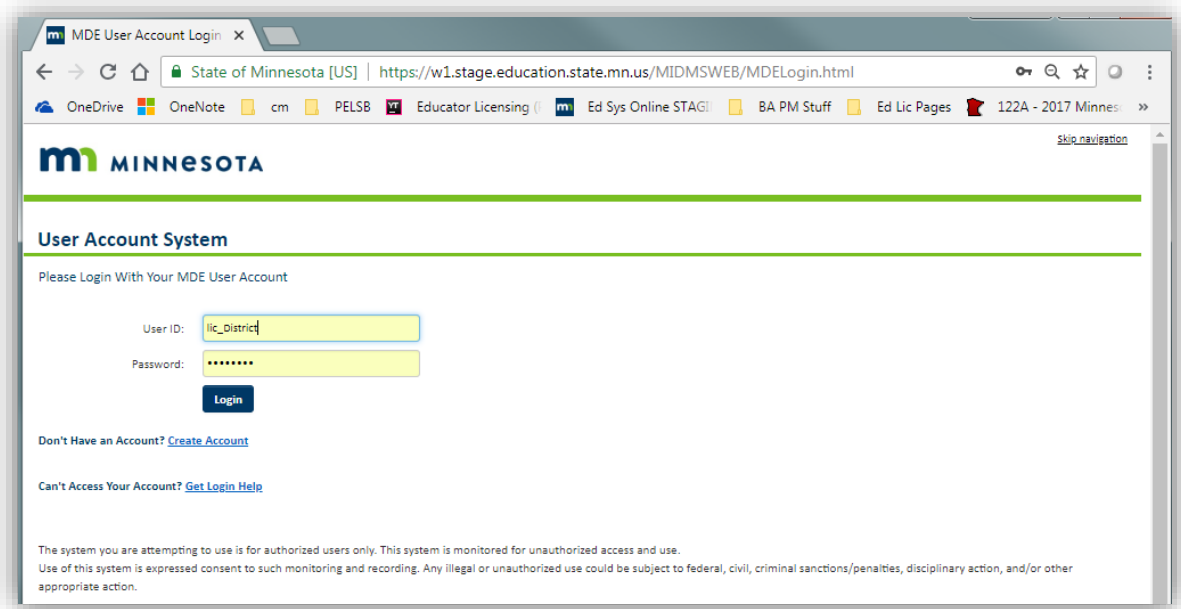 MDE User Account Login
State of Minnesota [US] | https://w1.stage.education.state.mn.us/MIDMSWEB/MDELogin.html
OneDrive OneNote cm PELSB Educator Licensing ( Ed Sys Online STAGI BA PM Stuff Ed Lic Pages 122A - 2017 Minnes »
Skip navigation
mn MINNESOTA
User Account System
Please Login With Your MDE User Account
User ID: lic_District
Password: ••••••••
Login
Don't Have an Account? Create Account
Can't Access Your Account? Get Login Help
The system you are attempting to use is for authorized users only. This system is monitored for unauthorized access and use.
Use of this system is expressed consent to such monitoring and recording. Any illegal or unauthorized use could be subject to federal, civil, criminal sanctions/penalties, disciplinary action, and/or other
appropriate action.